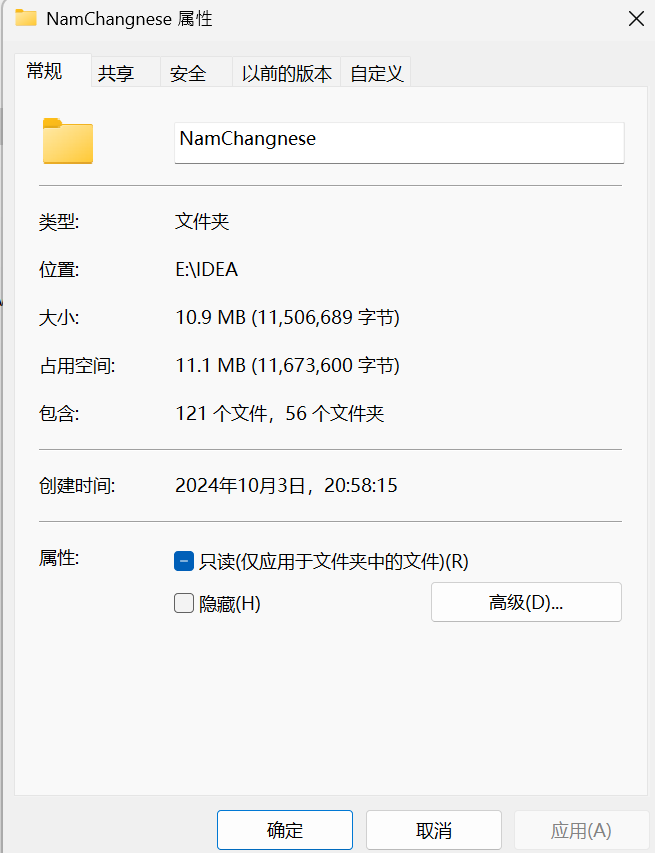 NamChangnese 属性
常规 共享 安全 以前的版本 自定义
NamChangnese
类型: 文件夹
位置: E:\IDEA
大小: 10.9 MB (11,506,689 字节)
占用空间: 11.1 MB (11,673,600 字节)
包含: 121 个文件，56 个文件夹
创建时间: 2024年10月3日，20:58:15
属性: 只读(仅应用于文件夹中的文件)(R)
隐藏(H) 高级(D)...
确定 取消 应用(A)